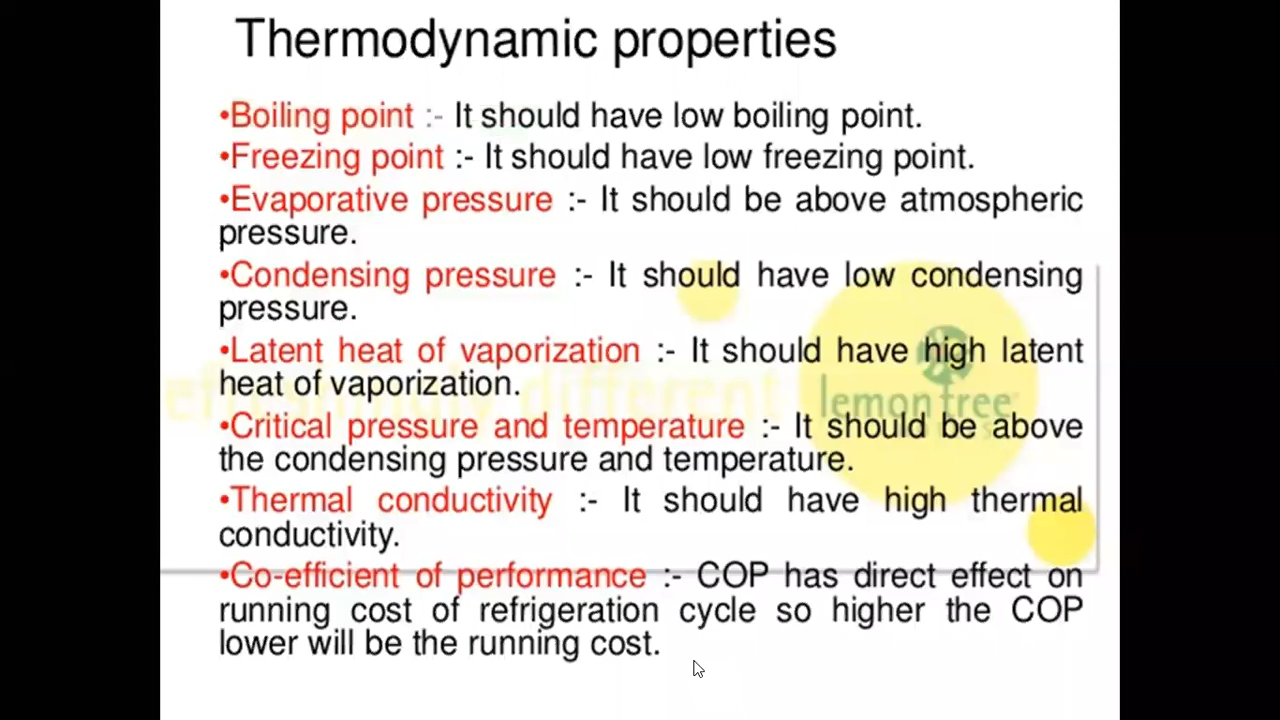 Thermodynamic properties
•Boiling point :- It should have low boiling point.
•Freezing point :- It should have low freezing point.
•Evaporative pressure :- It should be above atmospheric
pressure.
•Condensing pressure :- It should have low condensing
pressure.
•Latent heat of vaporization :- It should have high latent
heat of vaporization.
efreshingly different
lemon tree
•Critical pressure and temperature :- It should be above
the condensing pressure and temperature.
•Thermal conductivity :- It should have high thermal
conductivity.
•Co-efficient of performance :- COP has direct effect on
running cost of refrigeration cycle so higher the COP
lower will be the running cost.